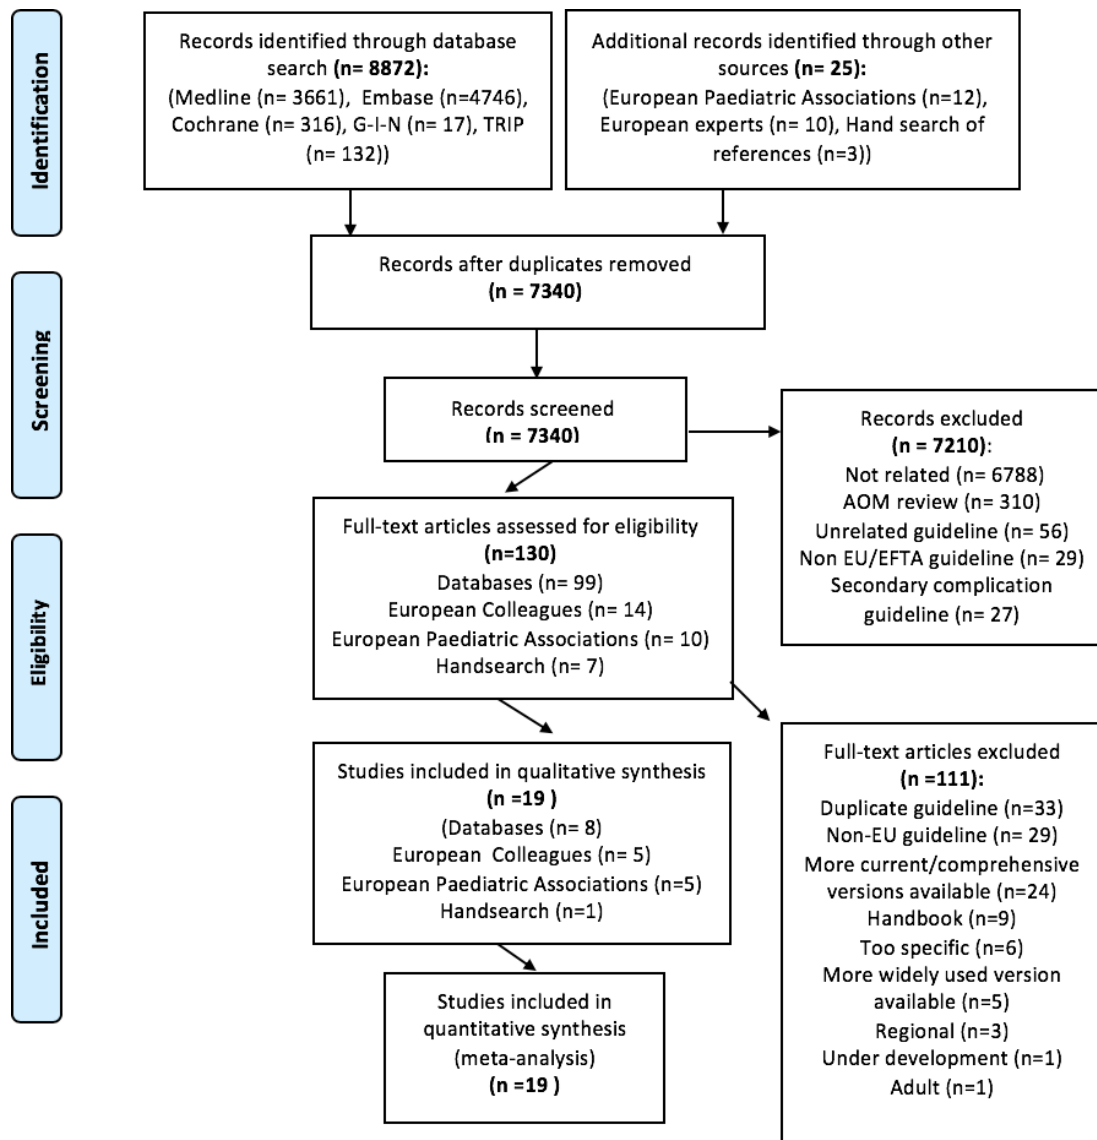 Identification
Records identified through database
search (n= 8872):
(Medline (n= 3661), Embase (n=4746),
Cochrane (n= 316), G-I-N (n= 17), TRIP
(n= 132))
Additional records identified through other
sources (n= 25):
(European Paediatric Associations (n=12),
European experts (n= 10), Hand search of
references (n=3))
Records after duplicates removed
(n = 7340)
Screening
Records screened
(n = 7340)
Records excluded
(n = 7210):
Not related (n= 6788)
AOM review (n= 310)
Unrelated guideline (n= 56)
Non EU/EFTA guideline (n= 29)
Secondary complication
guideline (n= 27)
Eligibility
Full-text articles assessed for eligibility
(n=130)
Databases (n= 99)
European Colleagues (n= 14)
European Paediatric Associations (n= 10)
Handsearch (n= 7)
Full-text articles excluded
(n =111):
Duplicate guideline (n=33)
Non-EU guideline (n= 29)
More current/comprehensive
versions available (n=24)
Handbook (n=9)
Too specific (n=6)
More widely used version
available (n=5)
Regional (n=3)
Under development (n=1)
Adult (n=1)
Included
Studies included in qualitative synthesis
(n =19 )
(Databases (n= 8)
European Colleagues (n= 5)
European Paediatric Associations (n=5)
Handsearch (n=1)
Studies included in
quantitative synthesis
(meta-analysis)
(n =19 )